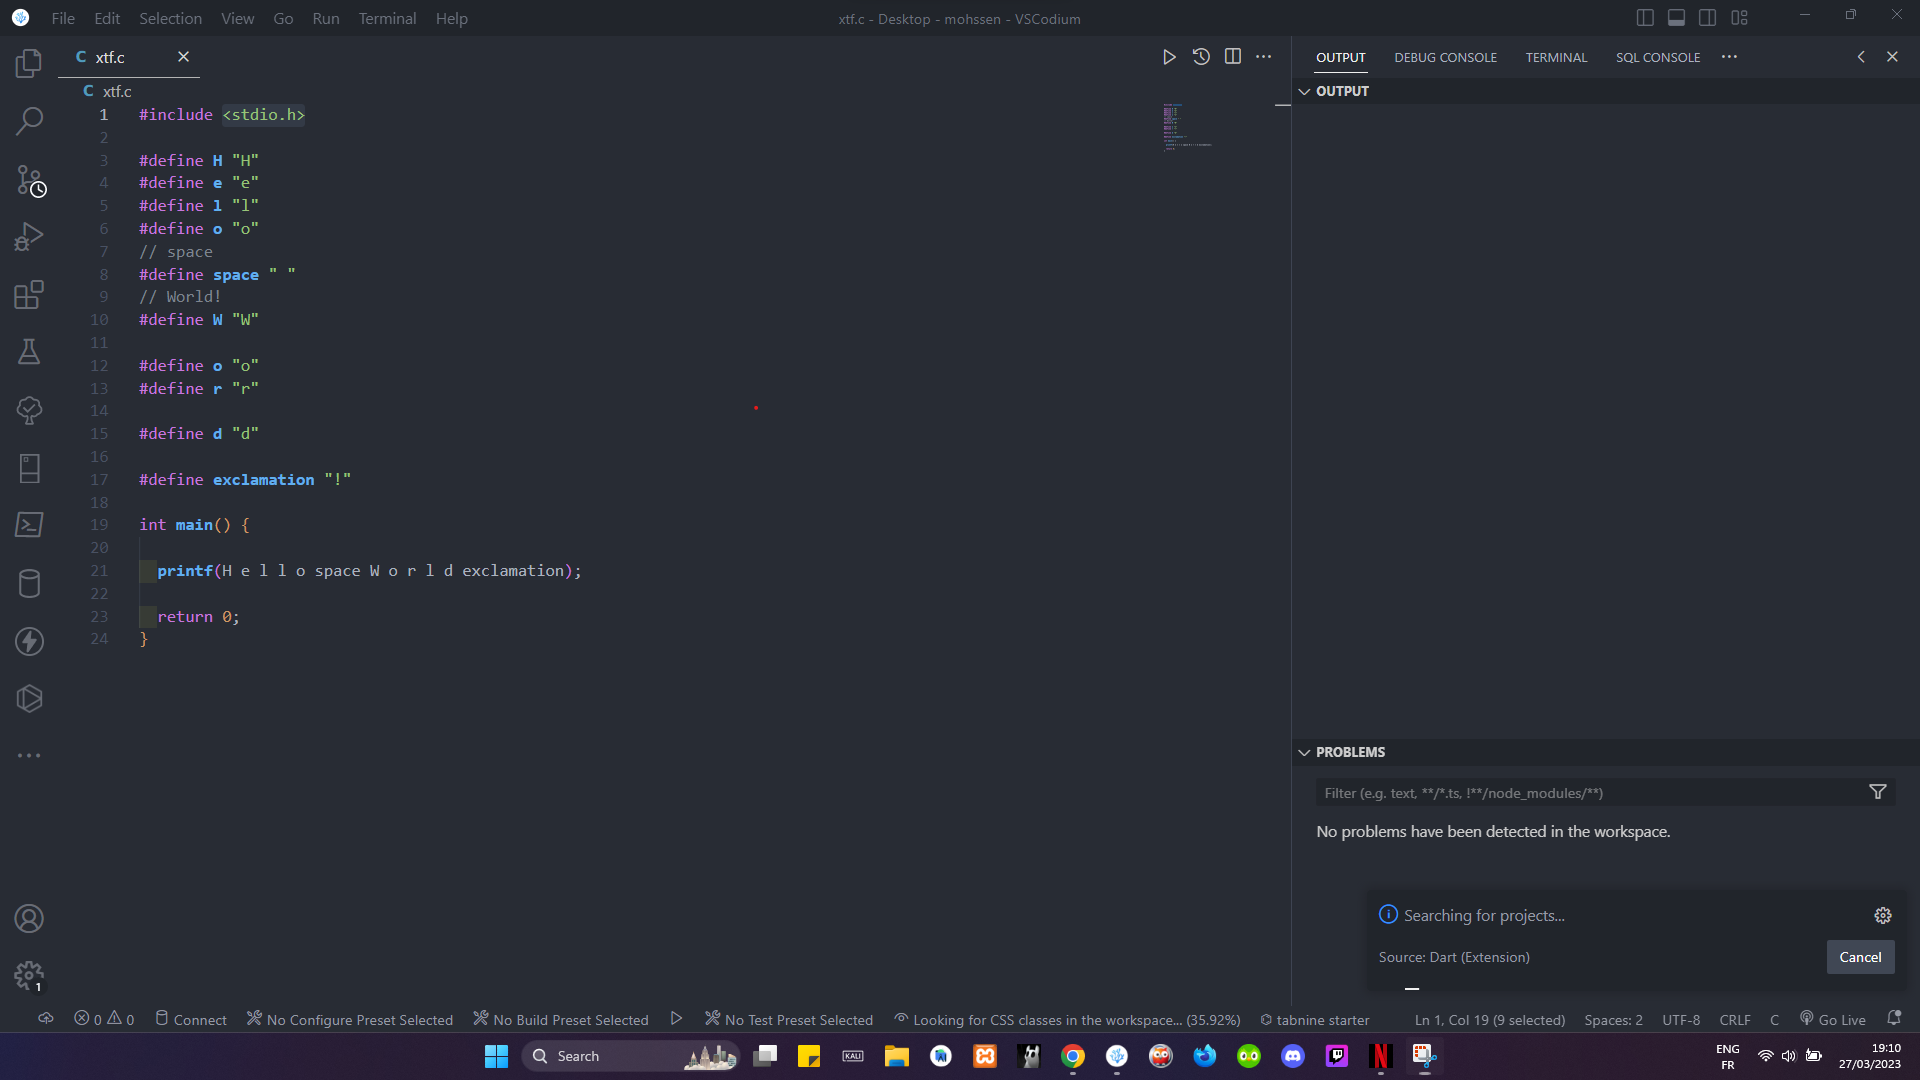 File Edit Selection View Go Run Terminal Help
xtf.c - Desktop - mohssen - VSCodium
C xtf.c
C xtf.c
1 #include <stdio.h>
2
3 #define H "H"
4 #define e "e"
5 #define l "l"
6 #define o "o"
7 // space
8 #define space " "
9 // World!
10 #define W "W"
11
12 #define o "o"
13 #define r "r"
14
15 #define d "d"
16
17 #define exclamation "!"
18
19 int main() {
20
21 printf(H e l l o space W o r l d exclamation);
22
23 return 0;
24 }
OUTPUT DEBUG CONSOLE TERMINAL SQL CONSOLE
OUTPUT
PROBLEMS
Filter (e.g. text, **/*.ts, !**/node_modules/**)
No problems have been detected in the workspace.
Searching for projects...
Source: Dart (Extension)
Cancel
1
0 0 Connect No Configure Preset Selected No Build Preset Selected No Test Preset Selected Looking for CSS classes in the workspace... (35.92%) tabnine starter Ln 1, Col 19 (9 selected) Spaces: 2 UTF-8 CRLF C Go Live
Search
KALI
ENG
FR
19:10
27/03/2023